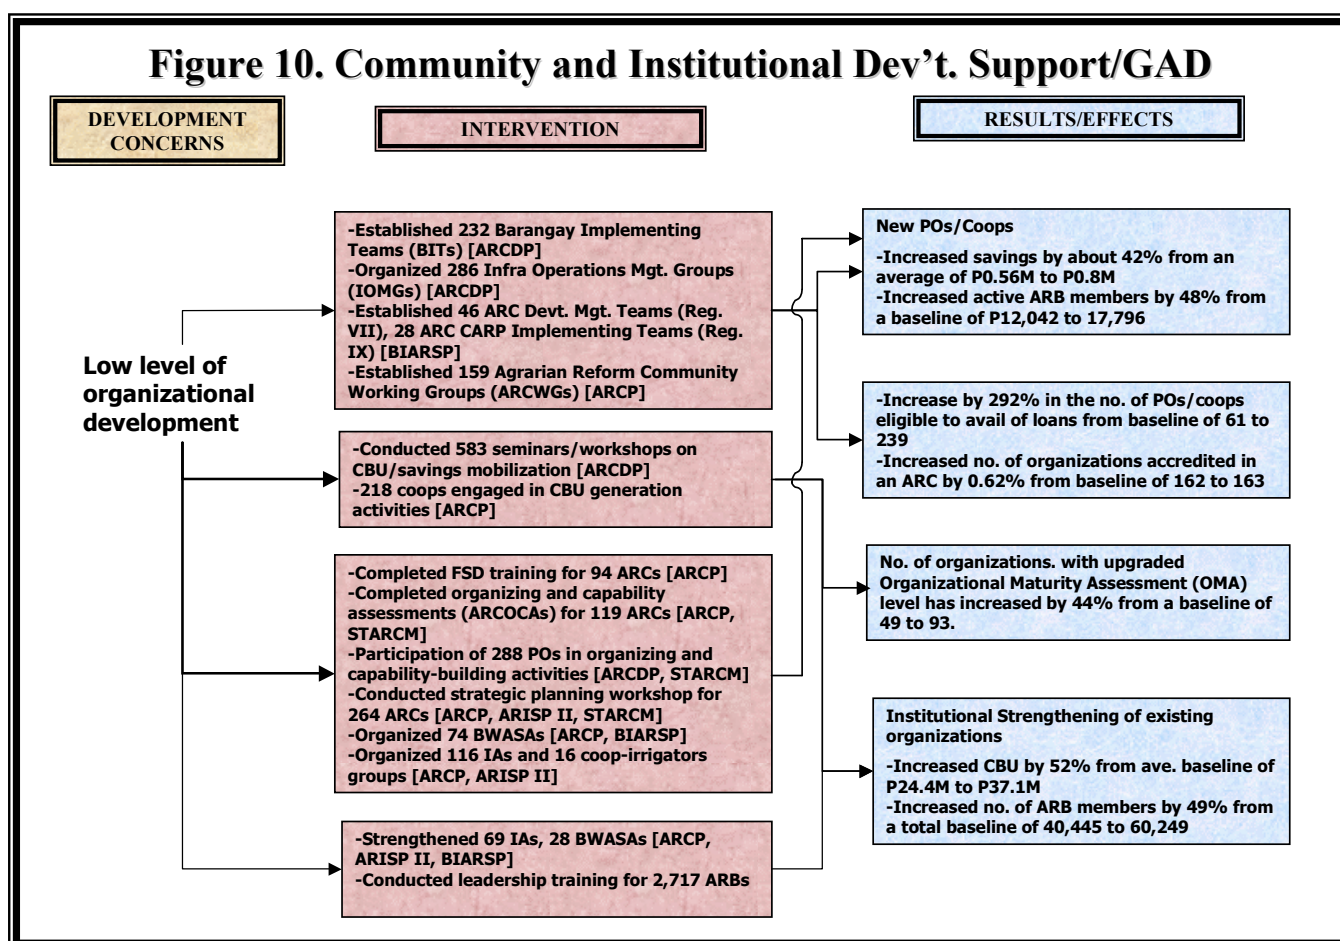 Figure 10. Community and Institutional Dev't. Support/GAD
DEVELOPMENT
CONCERNS
INTERVENTION
RESULTS/EFFECTS
Low level of
organizational
development
-Established 232 Barangay Implementing
Teams (BITs) [ARCDP]
-Organized 286 Infra Operations Mgt. Groups
(IOMGs) [ARCDP]
-Established 46 ARC Devt. Mgt. Teams (Reg.
VII), 28 ARC CARP Implementing Teams (Reg.
IX) [BIARSP]
-Established 159 Agrarian Reform Community
Working Groups (ARCWGs) [ARCP]
-Conducted 583 seminars/workshops on
CBU/savings mobilization [ARCDP]
-218 coops engaged in CBU generation
activities [ARCP]
-Completed FSD training for 94 ARCs [ARCP]
-Completed organizing and capability
assessments (ARCOCAs) for 119 ARCs [ARCP,
STARCM]
-Participation of 288 POs in organizing and
capability-building activities [ARCDP, STARCM]
-Conducted strategic planning workshop for
264 ARCs [ARCP, ARISP II, STARCM]
-Organized 74 BWASAs [ARCP, BIARSP]
-Organized 116 IAs and 16 coop-irrigators
groups [ARCP, ARISP II]
-Strengthened 69 IAs, 28 BWASAs [ARCP,
ARISP II, BIARSP]
-Conducted leadership training for 2,717 ARBs
New POs/Coops
-Increased savings by about 42% from an
average of P0.56M to P0.8M
-Increased active ARB members by 48% from
a baseline of P12,042 to 17,796
-Increase by 292% in the no. of POs/coops
eligible to avail of loans from baseline of 61 to
239
-Increased no. of organizations accredited in
an ARC by 0.62% from baseline of 162 to 163
No. of organizations. with upgraded
Organizational Maturity Assessment (OMA)
level has increased by 44% from a baseline of
49 to 93.
Institutional Strengthening of existing
organizations
-Increased CBU by 52% from ave. baseline of
P24.4M to P37.1M
-Increased no. of ARB members by 49% from
a total baseline of 40,445 to 60,249